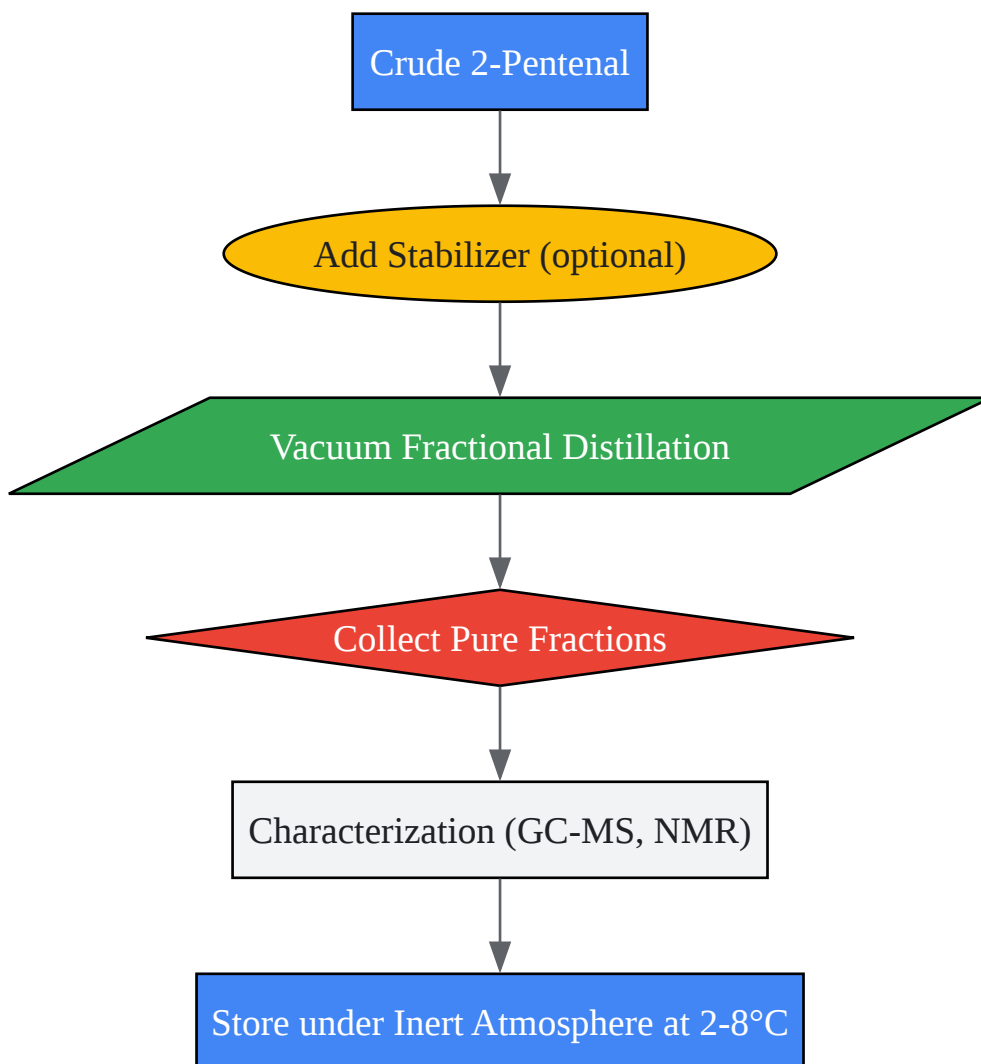 Crude 2-Pentenal
Add Stabilizer (optional)
Vacuum Fractional Distillation
Collect Pure Fractions
Characterization (GC-MS, NMR)
Store under Inert Atmosphere at 2-8°C